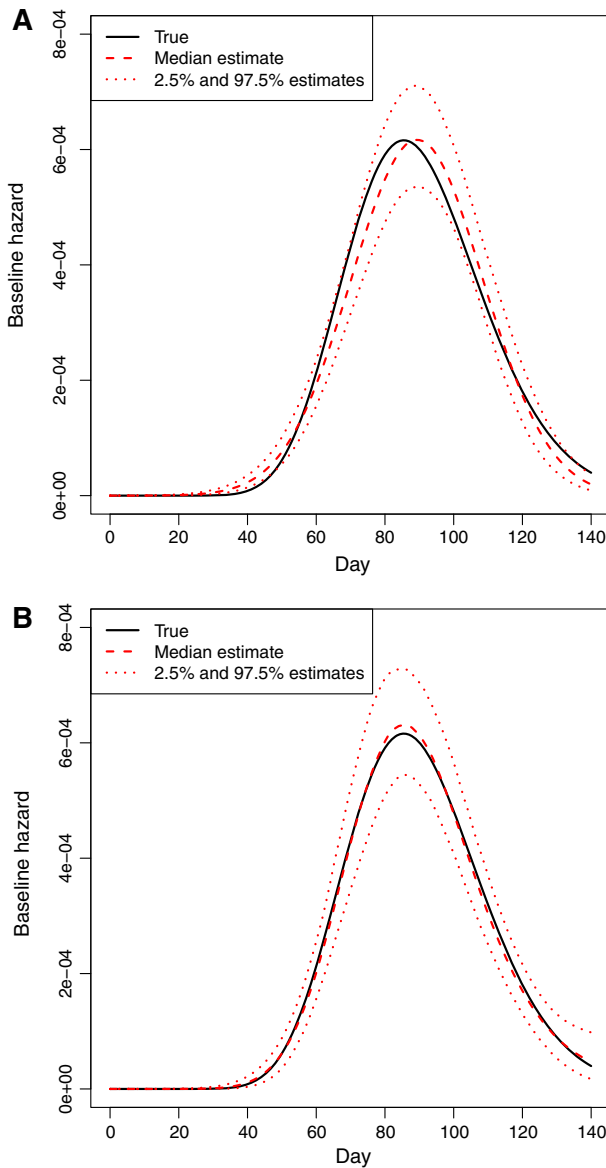 A
True
Median estimate
2.5% and 97.5% estimates
Baseline hazard
8e−04
6e−04
4e−04
2e−04
0e+00
0 20 40 60 80 100 120 140
Day
B
True
Median estimate
2.5% and 97.5% estimates
Baseline hazard
8e−04
6e−04
4e−04
2e−04
0e+00
0 20 40 60 80 100 120 140
Day